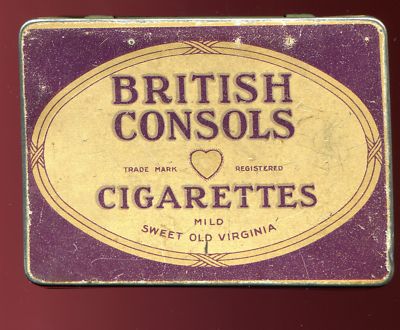 BRITISH
CONSOLS
TRADE MARK REGISTERED
CIGARETTES
MILD
SWEET OLD VIRGINIA